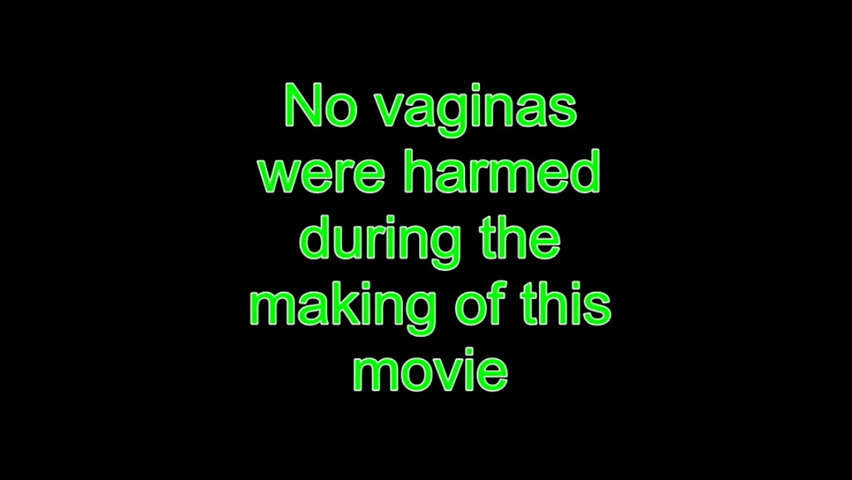 No vaginas
were harmed
during the
making of this
movie